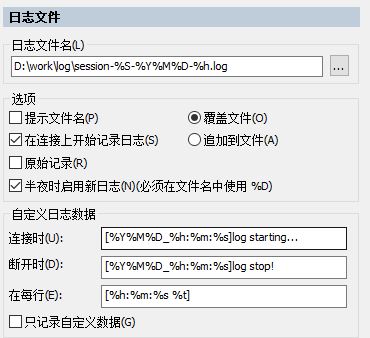 日志文件
日志文件名(L)
D:\work\log\session-%S-%Y%M%D-%h.log
...
选项
提示文件名(P)
覆盖文件(O)
在连接上开始记录日志(S)
追加到文件(A)
原始记录(R)
半夜时启用新日志(N)(必须在文件名中使用 %D)
自定义日志数据
连接时(U):
[%Y%M%D_%h:%m:%s]log starting...
断开时(D):
[%Y%M%D_%h:%m:%s]log stop!
在每行(E):
[%h:%m:%s %t]
只记录自定义数据(G)